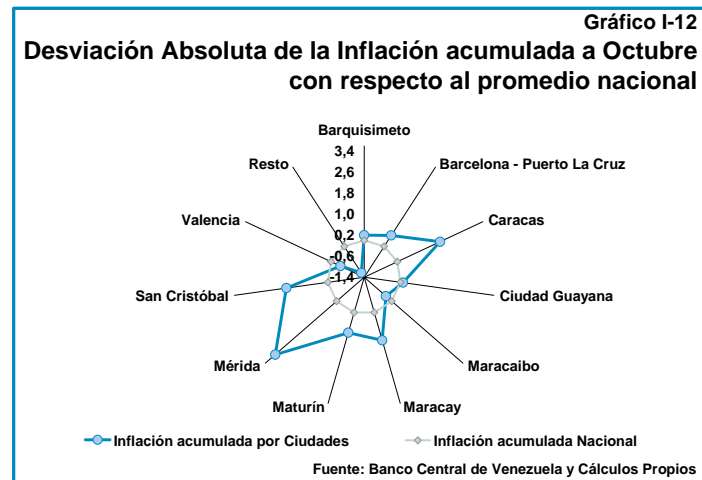 Gráfico I-12
Desviación Absoluta de la Inflación acumulada a Octubre
con respecto al promedio nacional
Barquisimeto
3,4
Resto
Barcelona - Puerto La Cruz
2,6
1,8
Valencia
1,0
Caracas
0,2
-0,6
-1,4
San Cristóbal
Ciudad Guayana
Mérida
Maracaibo
Maturín
Maracay
Inflación acumulada por Ciudades
Inflación acumulada Nacional
Fuente: Banco Central de Venezuela y Cálculos Propios